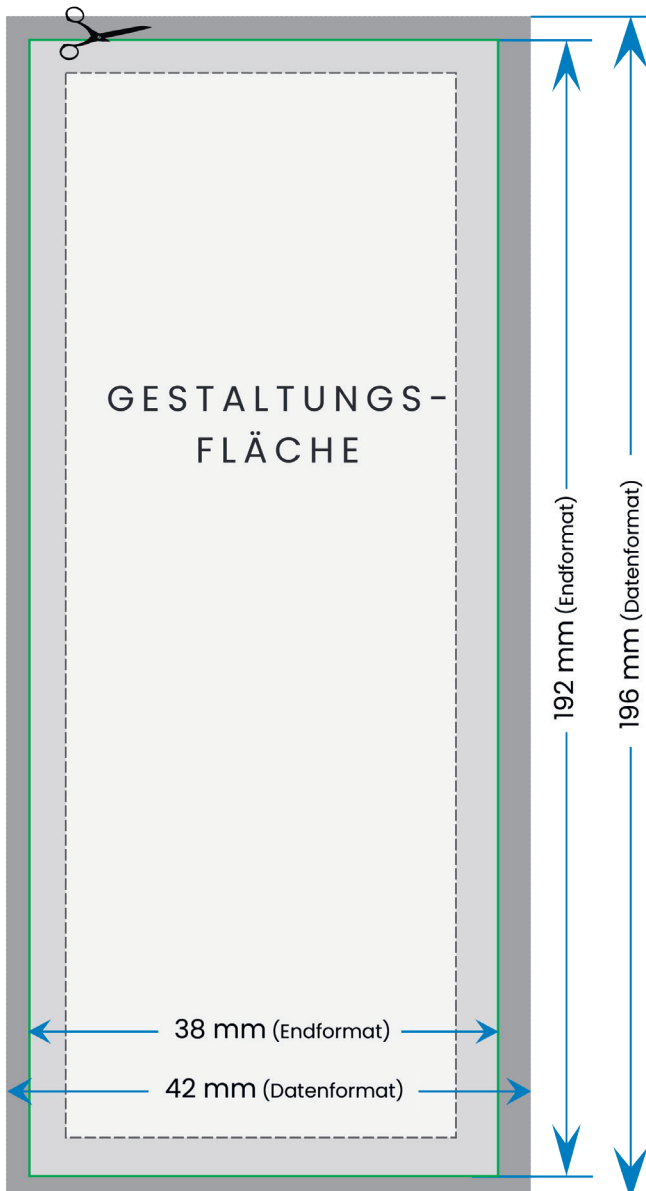 GESTALTUNGS-
FLÄCHE
192 mm (Endformat)
196 mm (Datenformat)
38 mm (Endformat)
42 mm (Datenformat)